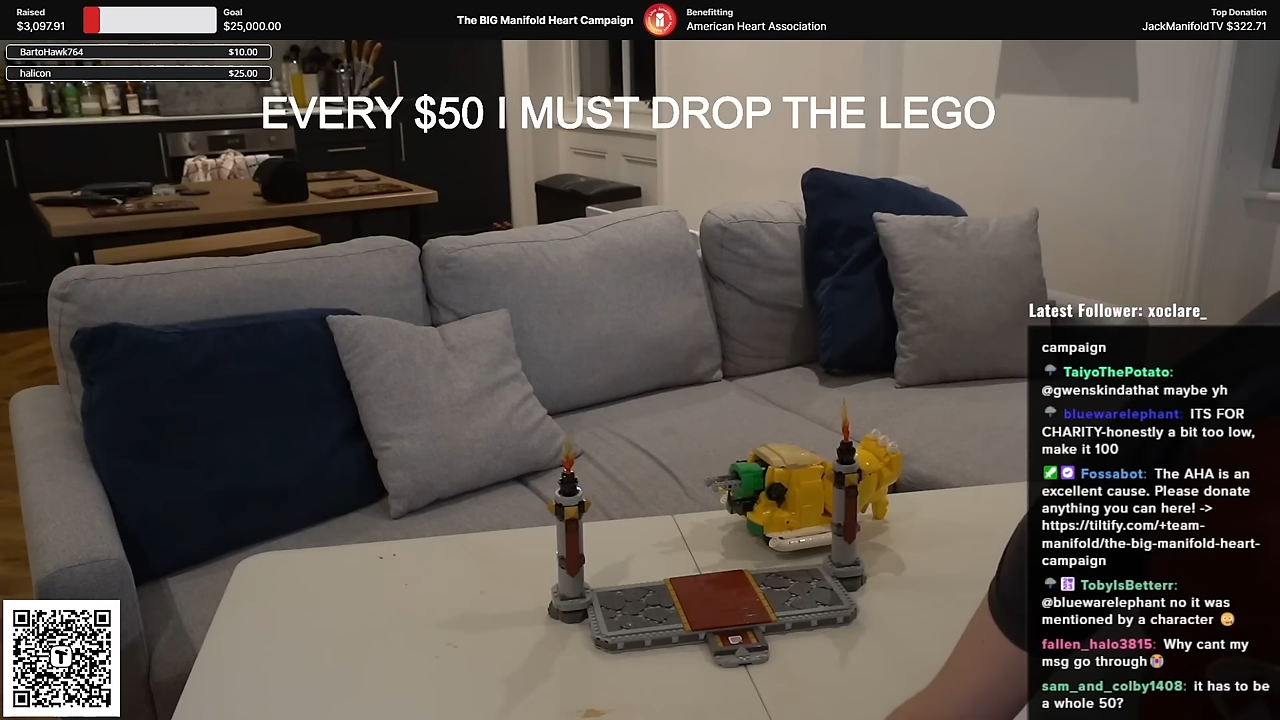 Raised
$3,097.91
Goal
$25,000.00
The BIG Manifold Heart Campaign
Benefitting
American Heart Association
Top Donation
JackManifoldTV $322.71
BartoHawk764 $10.00
halicon $25.00
EVERY $50 I MUST DROP THE LEGO
Latest Follower: xoclare_
campaign
TaiyoThePotato:
@gwenskindathat maybe yh
bluewarelephant: ITS FOR
CHARITY-honestly a bit too low,
make it 100
Fossabot: The AHA is an
excellent cause. Please donate
anything you can here! ->
https://tiltify.com/+team-
manifold/the-big-manifold-heart-
campaign
TobyIsBetterr:
@bluewarelephant no it was
mentioned by a character
fallen_halo3815: Why cant my
msg go through
sam_and_colby1408: it has to be
a whole 50?